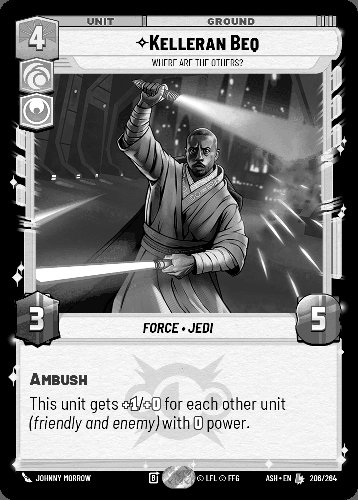 UNIT
GROUND
4
KELLERAN BEQ
WHERE ARE THE OTHERS?
3
FORCE • JEDI
5
AMBUSH
This unit gets +1/+0 for each other unit
(friendly and enemy) with 0 power.
JOHNNY MORROW
© LFL © FFG
ASH • EN
206/264